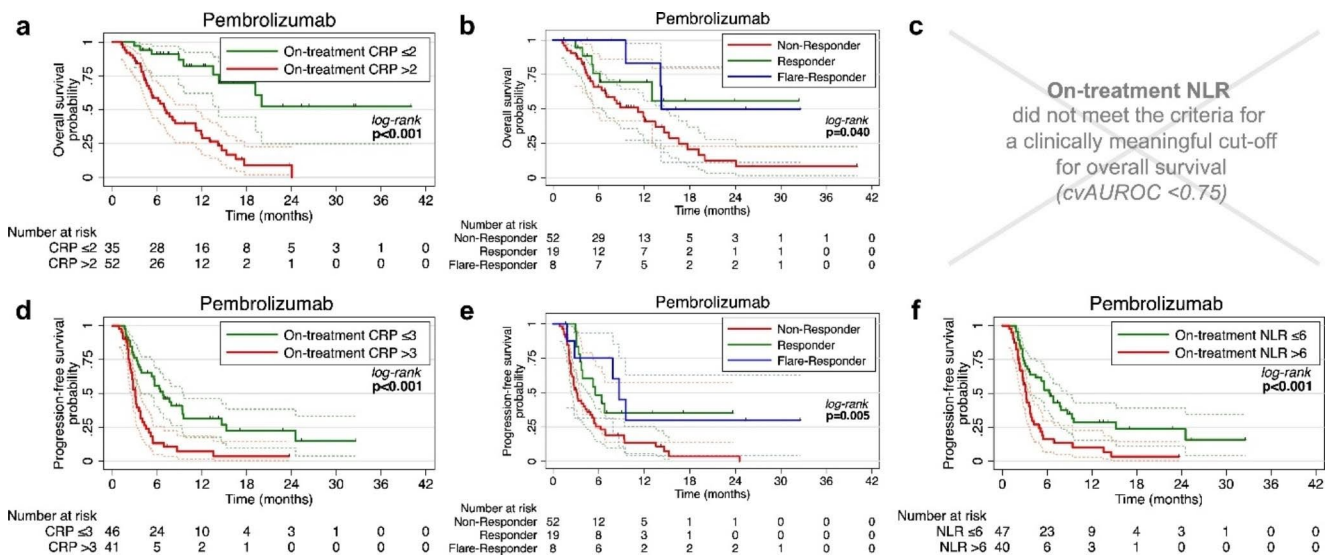 a
Pembrolizumab
Overall survival
probability
1
.75
.5
.25
0
On-treatment CRP ≤2
On-treatment CRP >2
log-rank
p<0.001
0 6 12 18 24 30 36 42
Time (months)
Number at risk
CRP ≤2 35 28 16 8 5 3 1 0
CRP >2 52 26 12 2 1 0 0 0
b
Pembrolizumab
Overall survival
probability
1
.75
.5
.25
0
Non-Responder
Responder
Flare-Responder
log-rank
p=0.040
0 6 12 18 24 30 36 42
Time (months)
Number at risk
Non-Responder 52 29 13 5 3 1 1 0
Responder 19 12 7 2 1 1 0 0
Flare-Responder 8 7 5 2 2 1 0 0
c
On-treatment NLR
did not meet the criteria for
a clinically meaningful cut-off
for overall survival
(cvAUROC <0.75)
d
Pembrolizumab
Progression-free survival
probability
1
.75
.5
.25
0
On-treatment CRP ≤3
On-treatment CRP >3
log-rank
p<0.001
0 6 12 18 24 30 36 42
Time (months)
Number at risk
CRP ≤3 46 24 10 4 3 1 0 0
CRP >3 41 5 2 1 0 0 0 0
e
Pembrolizumab
Progression-free survival
probability
1
.75
.5
.25
0
Non-Responder
Responder
Flare-Responder
log-rank
p=0.005
0 6 12 18 24 30 36 42
Time (months)
Number at risk
Non-Responder 52 12 5 1 1 0 0 0
Responder 19 8 3 1 0 0 0 0
Flare-Responder 8 6 2 2 2 1 0 0
f
Pembrolizumab
Progression-free survival
probability
1
.75
.5
.25
0
On-treatment NLR ≤6
On-treatment NLR >6
log-rank
p<0.001
0 6 12 18 24 30 36 42
Time (months)
Number at risk
NLR ≤6 47 23 9 4 3 1 0 0
NLR >6 40 6 3 1 0 0 0 0